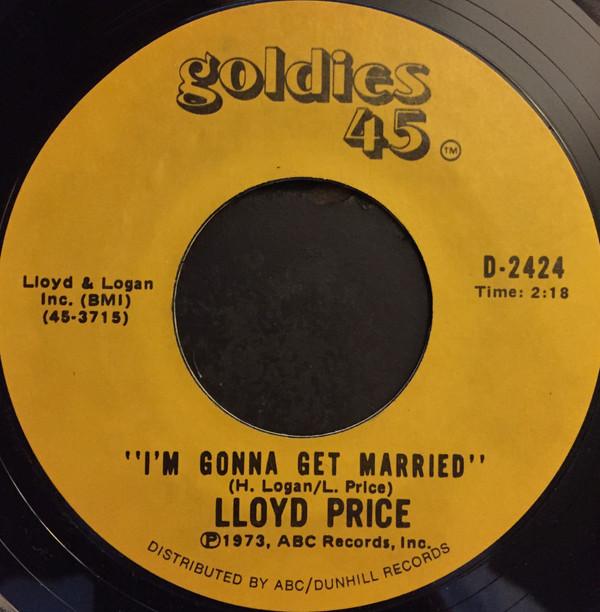 goldies
45 TM
Lloyd & Logan
Inc. (BMI)
(45-3715)
D-2424
Time: 2:18
"I'M GONNA GET MARRIED"
(H. Logan/L. Price)
LLOYD PRICE
Ⓟ1973, ABC Records, Inc.
DISTRIBUTED BY ABC/DUNHILL RECORDS